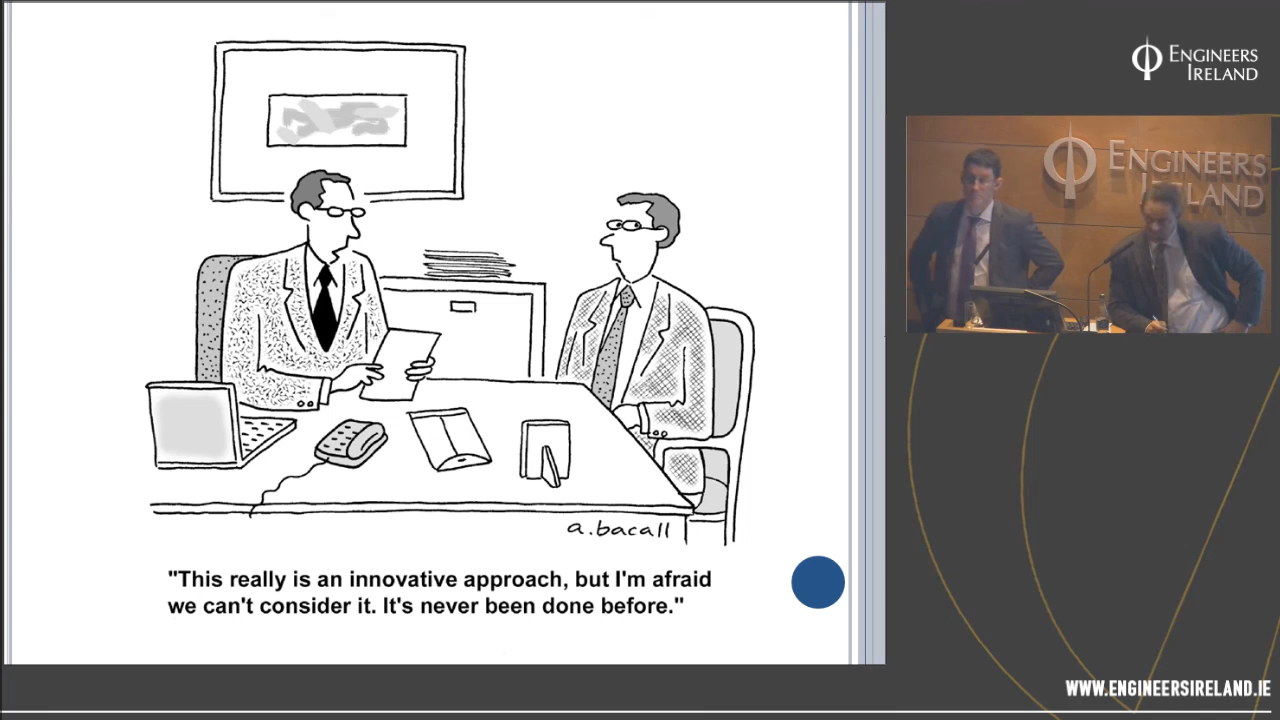 a.bacall
"This really is an innovative approach, but I'm afraid
we can't consider it. It's never been done before."
ENGINEERS
IRELAND
ENGINEERS
IRELAND
WWW.ENGINEERSIRELAND.IE